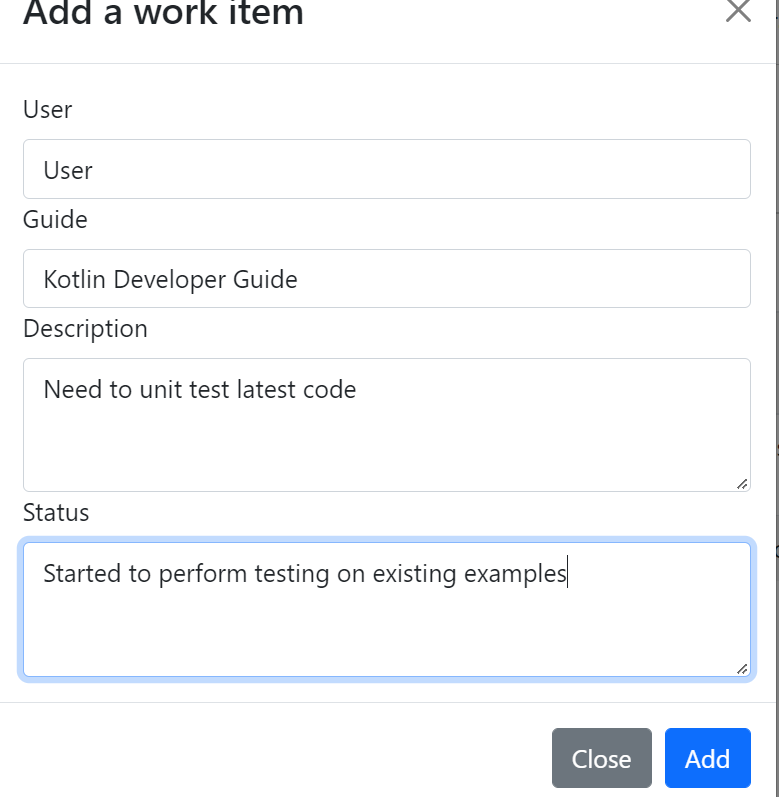 Add a work item
User
User
Guide
Kotlin Developer Guide
Description
Need to unit test latest code
Status
Started to perform testing on existing examples
Close
Add